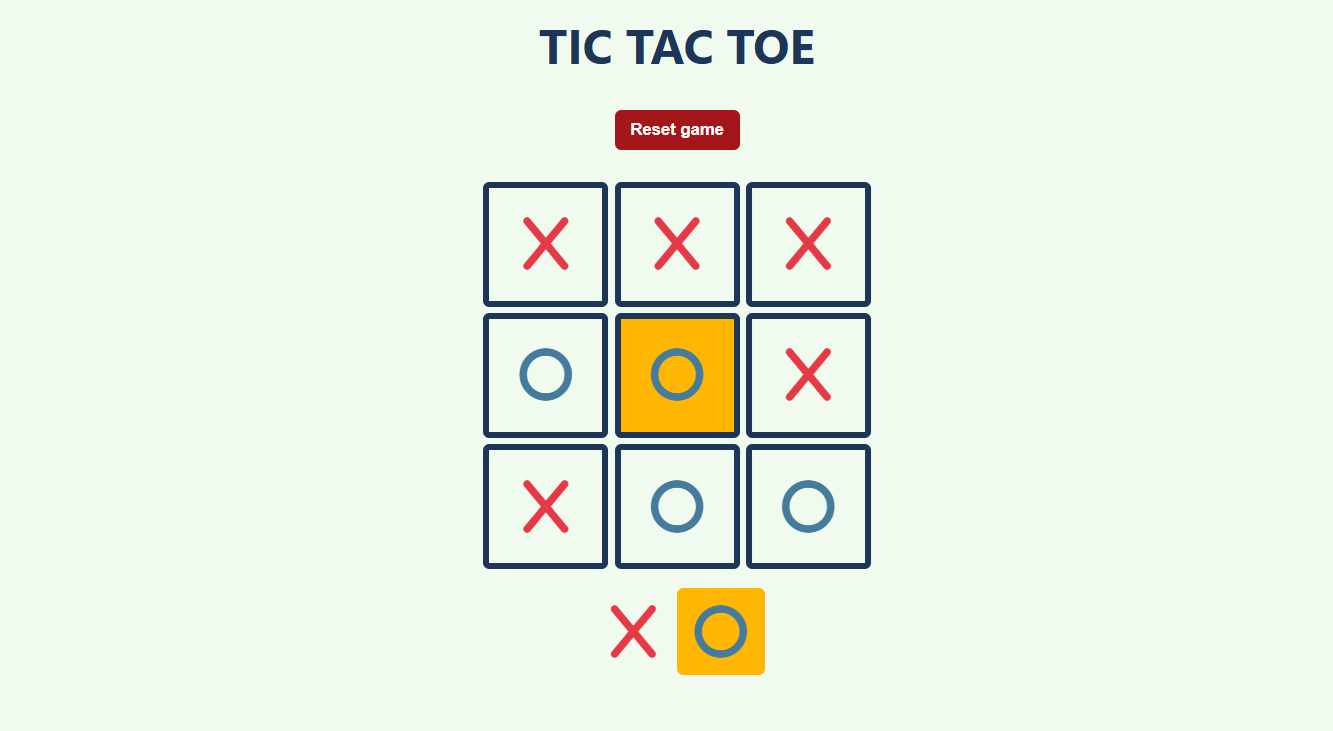 TIC TAC TOE
Reset game
X X X
O O X
X O O
X O